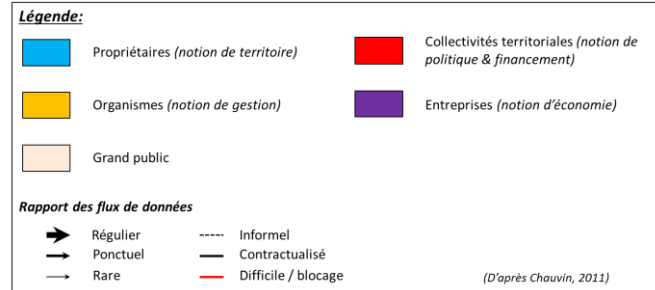 Légende:
Propriétaires (notion de territoire)
Collectivités territoriales (notion de
politique & financement)
Organismes (notion de gestion)
Entreprises (notion d'économie)
Grand public
Rapport des flux de données
Régulier
Informel
Ponctuel
Contractualisé
Rare
Difficile / blocage
(D'après Chauvin, 2011)